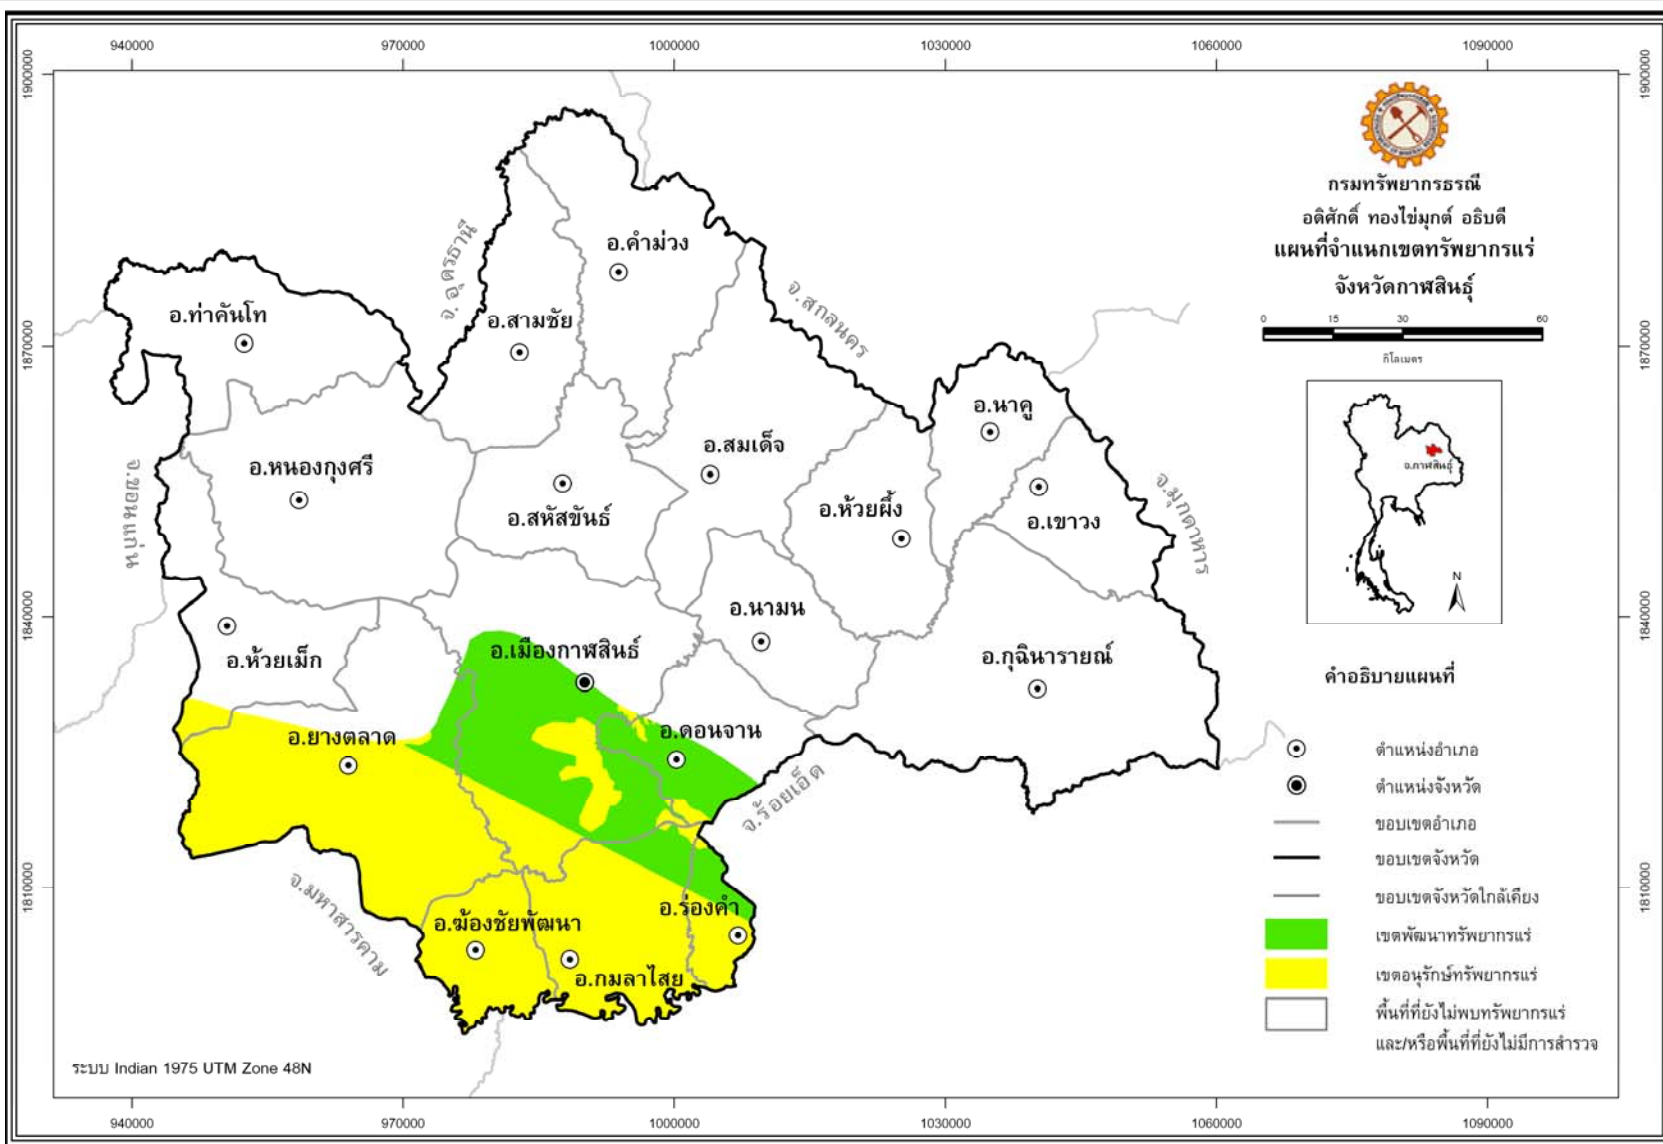 940000 970000 1000000 1030000 1060000 1090000
1900000 1900000
1870000 1870000
1840000 1840000
1810000 1810000
กรมทรัพยากรธรณี
อดิศักดิ์ ทองไข่มุกต์ อธิบดี
แผนที่จำแนกเขตทรัพยากรแร่
จังหวัดกาฬสินธุ์
0 15 30 60
กิโลเมตร
จ.กาฬสินธุ์
N
อ.คำม่วง
จ.อุดรธานี
จ.สกลนคร
อ.ท่าคันโท
อ.สามชัย
อ.นาคู
อ.สมเด็จ
อ.หนองกุงศรี
จ.ขอนแก่น
อ.สหัสขันธ์
อ.ห้วยผึ้ง
อ.เขาวง
จ.มุกดาหาร
อ.นามน
อ.เมืองกาฬสินธ์
อ.ห้วยเม็ก
อ.กุฉินารายณ์
อ.ยางตลาด
อ.ดอนจาน
จ.ร้อยเอ็ด
จ.มหาสารคาม
อ.ร่องคำ
อ.ฆ้องชัยพัฒนา
อ.กมลาไสย
คำอธิบายแผนที่
ตำแหน่งอำเภอ
ตำแหน่งจังหวัด
ขอบเขตอำเภอ
ขอบเขตจังหวัด
ขอบเขตจังหวัดใกล้เคียง
เขตพัฒนาทรัพยากรแร่
เขตอนุรักษ์ทรัพยากรแร่
พื้นที่ที่ยังไม่พบทรัพยากรแร่
และ/หรือพื้นที่ที่ยังไม่มีการสำรวจ
ระบบ Indian 1975 UTM Zone 48N
940000 970000 1000000 1030000 1060000 1090000